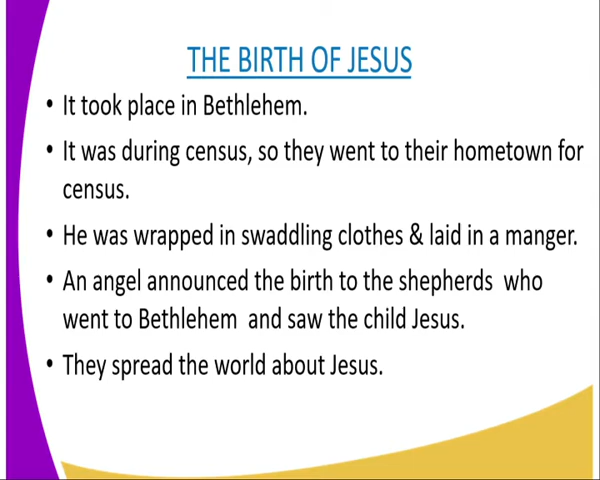 THE BIRTH OF JESUS
• It took place in Bethlehem.
• It was during census, so they went to their hometown for
census.
• He was wrapped in swaddling clothes & laid in a manger.
• An angel announced the birth to the shepherds who
went to Bethlehem and saw the child Jesus.
• They spread the world about Jesus.